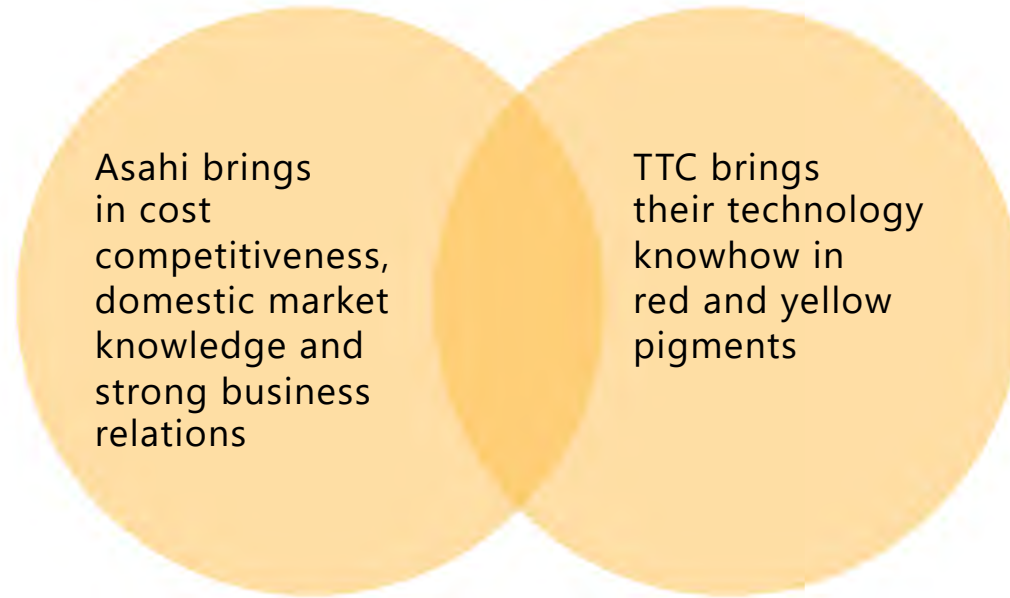 Asahi brings
in cost
competitiveness,
domestic market
knowledge and
strong business
relations
TTC brings
their technology
knowhow in
red and yellow
pigments